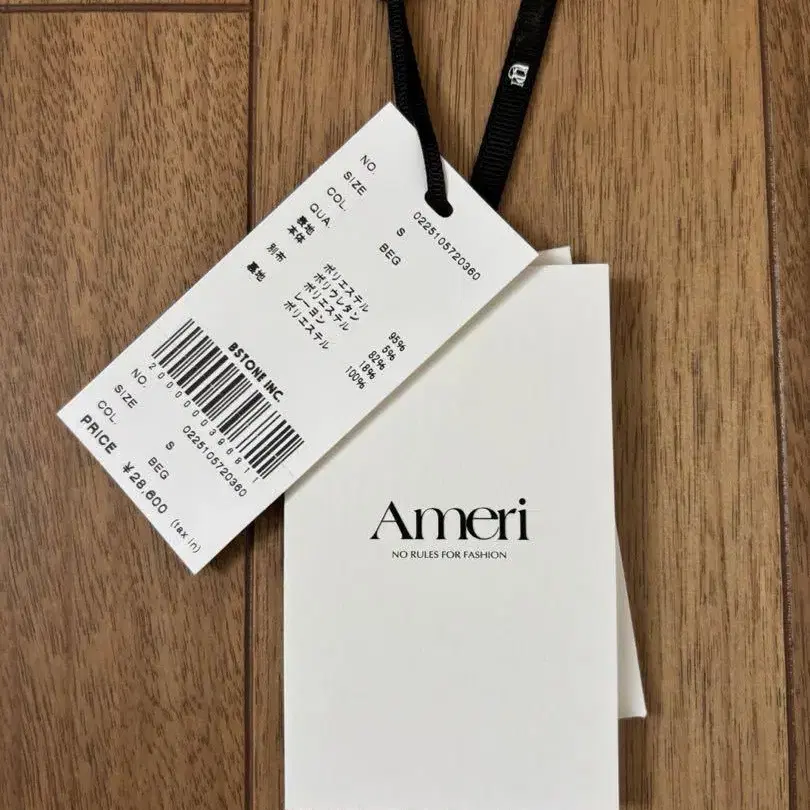 NO. 0225105720360
SIZE S
COL. BEG
QUA.
表地
本体 ポリエステル 95%
ポリウレタン 5%
別布 ポリエステル 82%
レーヨン 18%
裏地 ポリエステル 100%
BSTONE INC.
2000000396811
NO. 0225105720360
SIZE S
COL. BEG
PRICE ¥28,600 (tax in)
Ameri
NO RULES FOR FASHION